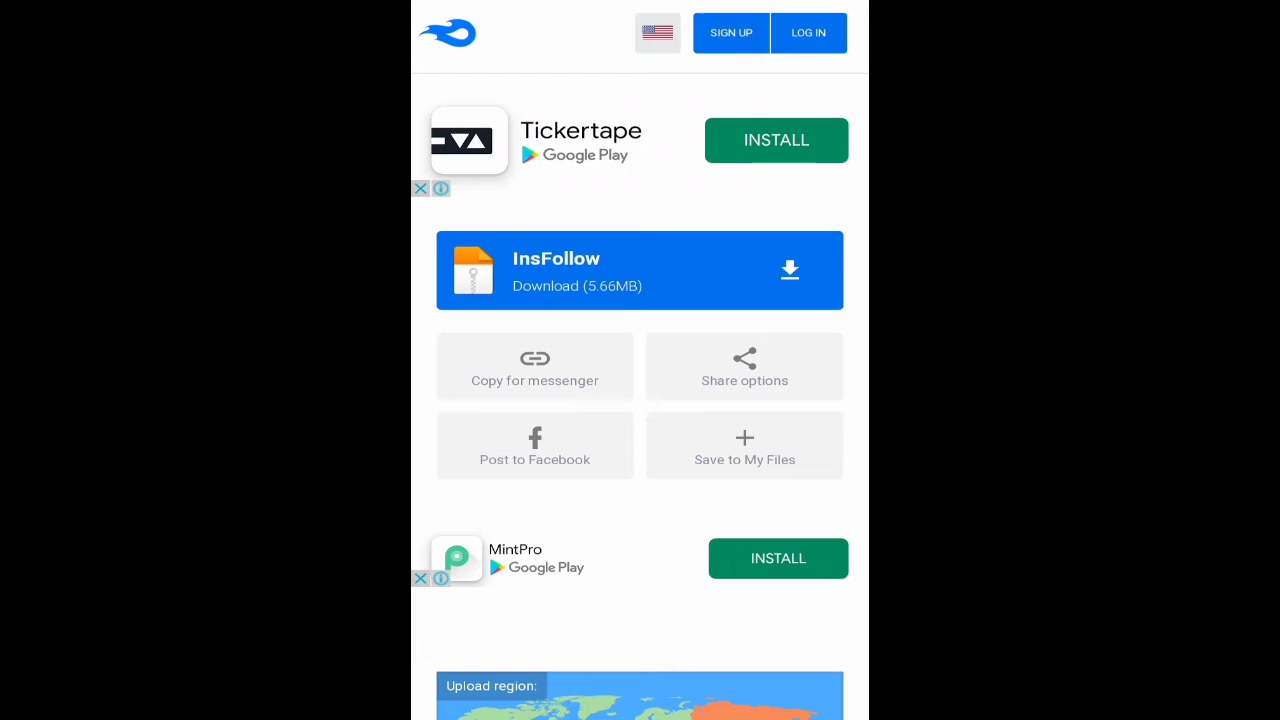 SIGN UP
LOG IN
Tickertape
Google Play
INSTALL
InsFollow
Download (5.66MB)
Copy for messenger
Share options
Post to Facebook
Save to My Files
MintPro
Google Play
INSTALL
Upload region: